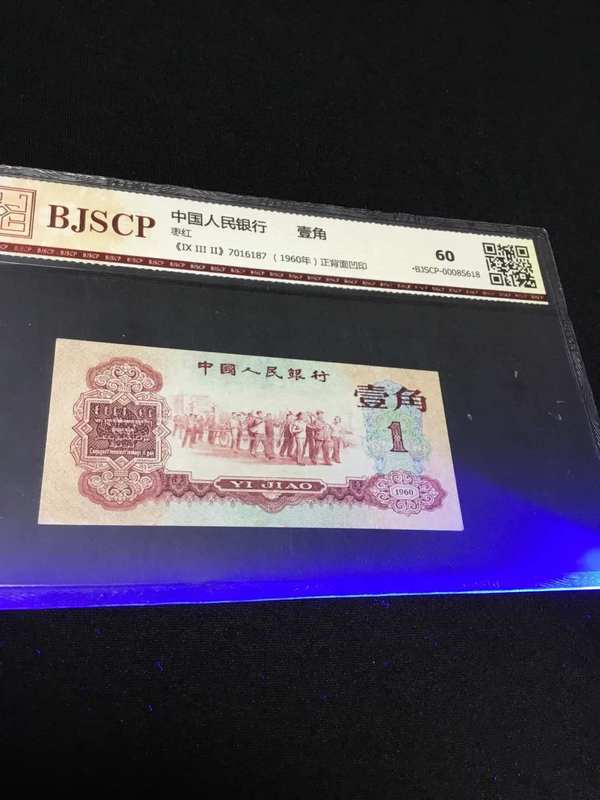 BJSCP
中国人民银行 壹角
枣红
《IX III II》7016187 (1960年) 正背面凹印
60
·BJSCP-00085618
中國人民銀行
壹角
1
YI JIAO
1960